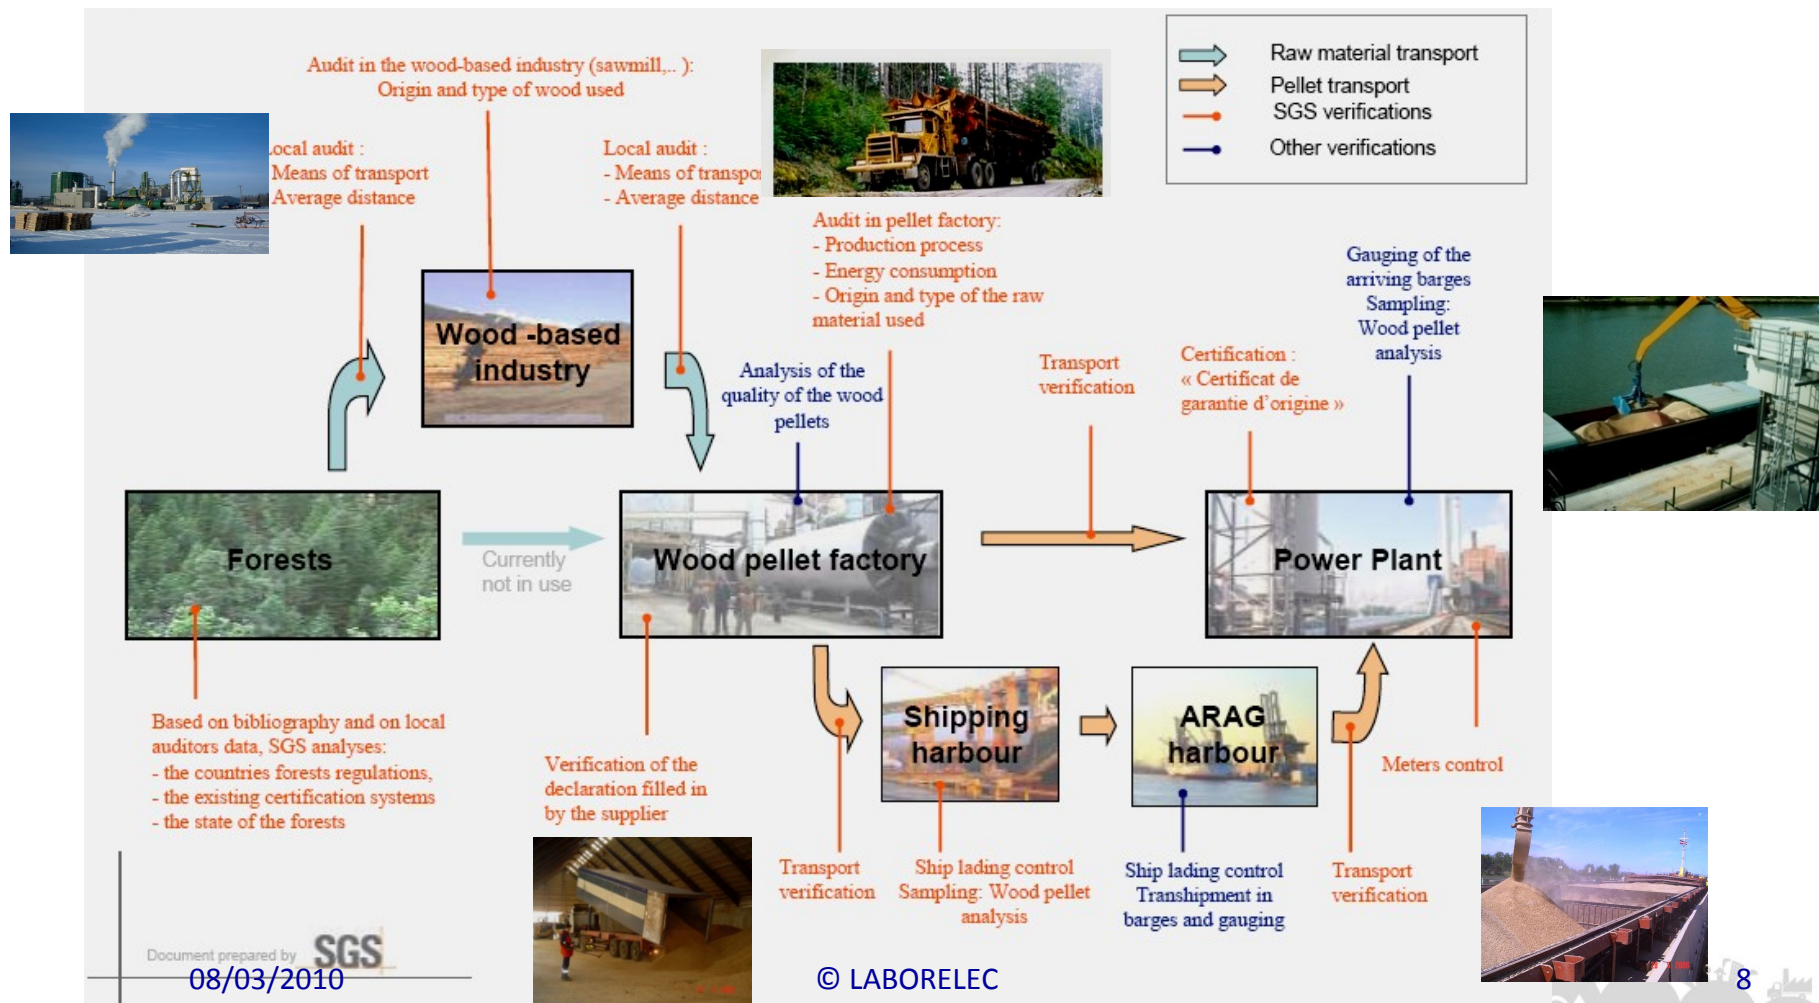 Raw material transport
Pellet transport
SGS verifications
Other verifications
Audit in the wood-based industry (sawmill,.. ):
Origin and type of wood used
Local audit :
Means of transport
Average distance
Local audit :
- Means of transpor
- Average distance
Audit in pellet factory:
- Production process
- Energy consumption
- Origin and type of the raw
material used
Gauging of the
arriving barges
Sampling:
Wood pellet
analysis
Wood -based
industry
Analysis of the
quality of the wood
pellets
Transport
verification
Certification :
« Certificat de
garantie d'origine »
Forests
Currently
not in use
Wood pellet factory
Power Plant
Based on bibliography and on local
auditors data, SGS analyses:
- the countries forests regulations,
- the existing certification systems
- the state of the forests
Verification of the
declaration filled in
by the supplier
Shipping
harbour
ARAG
harbour
Meters control
Transport
verification
Ship lading control
Sampling: Wood pellet
analysis
Ship lading control
Transhipment in
barges and gauging
Transport
verification
Document prepared by SGS
08/03/2010
© LABORELEC
8